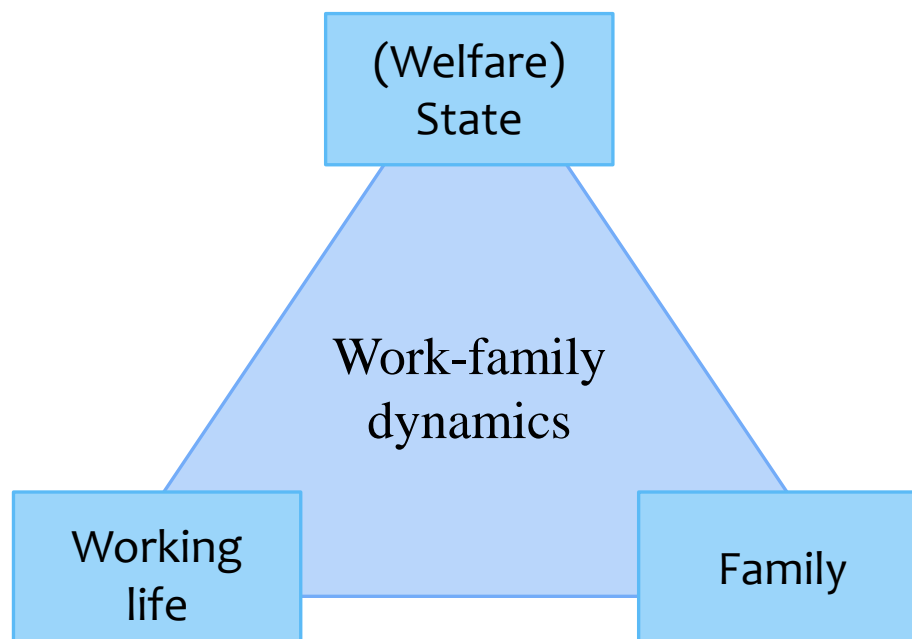 (Welfare)
State
Work-family
dynamics
Working
life
Family